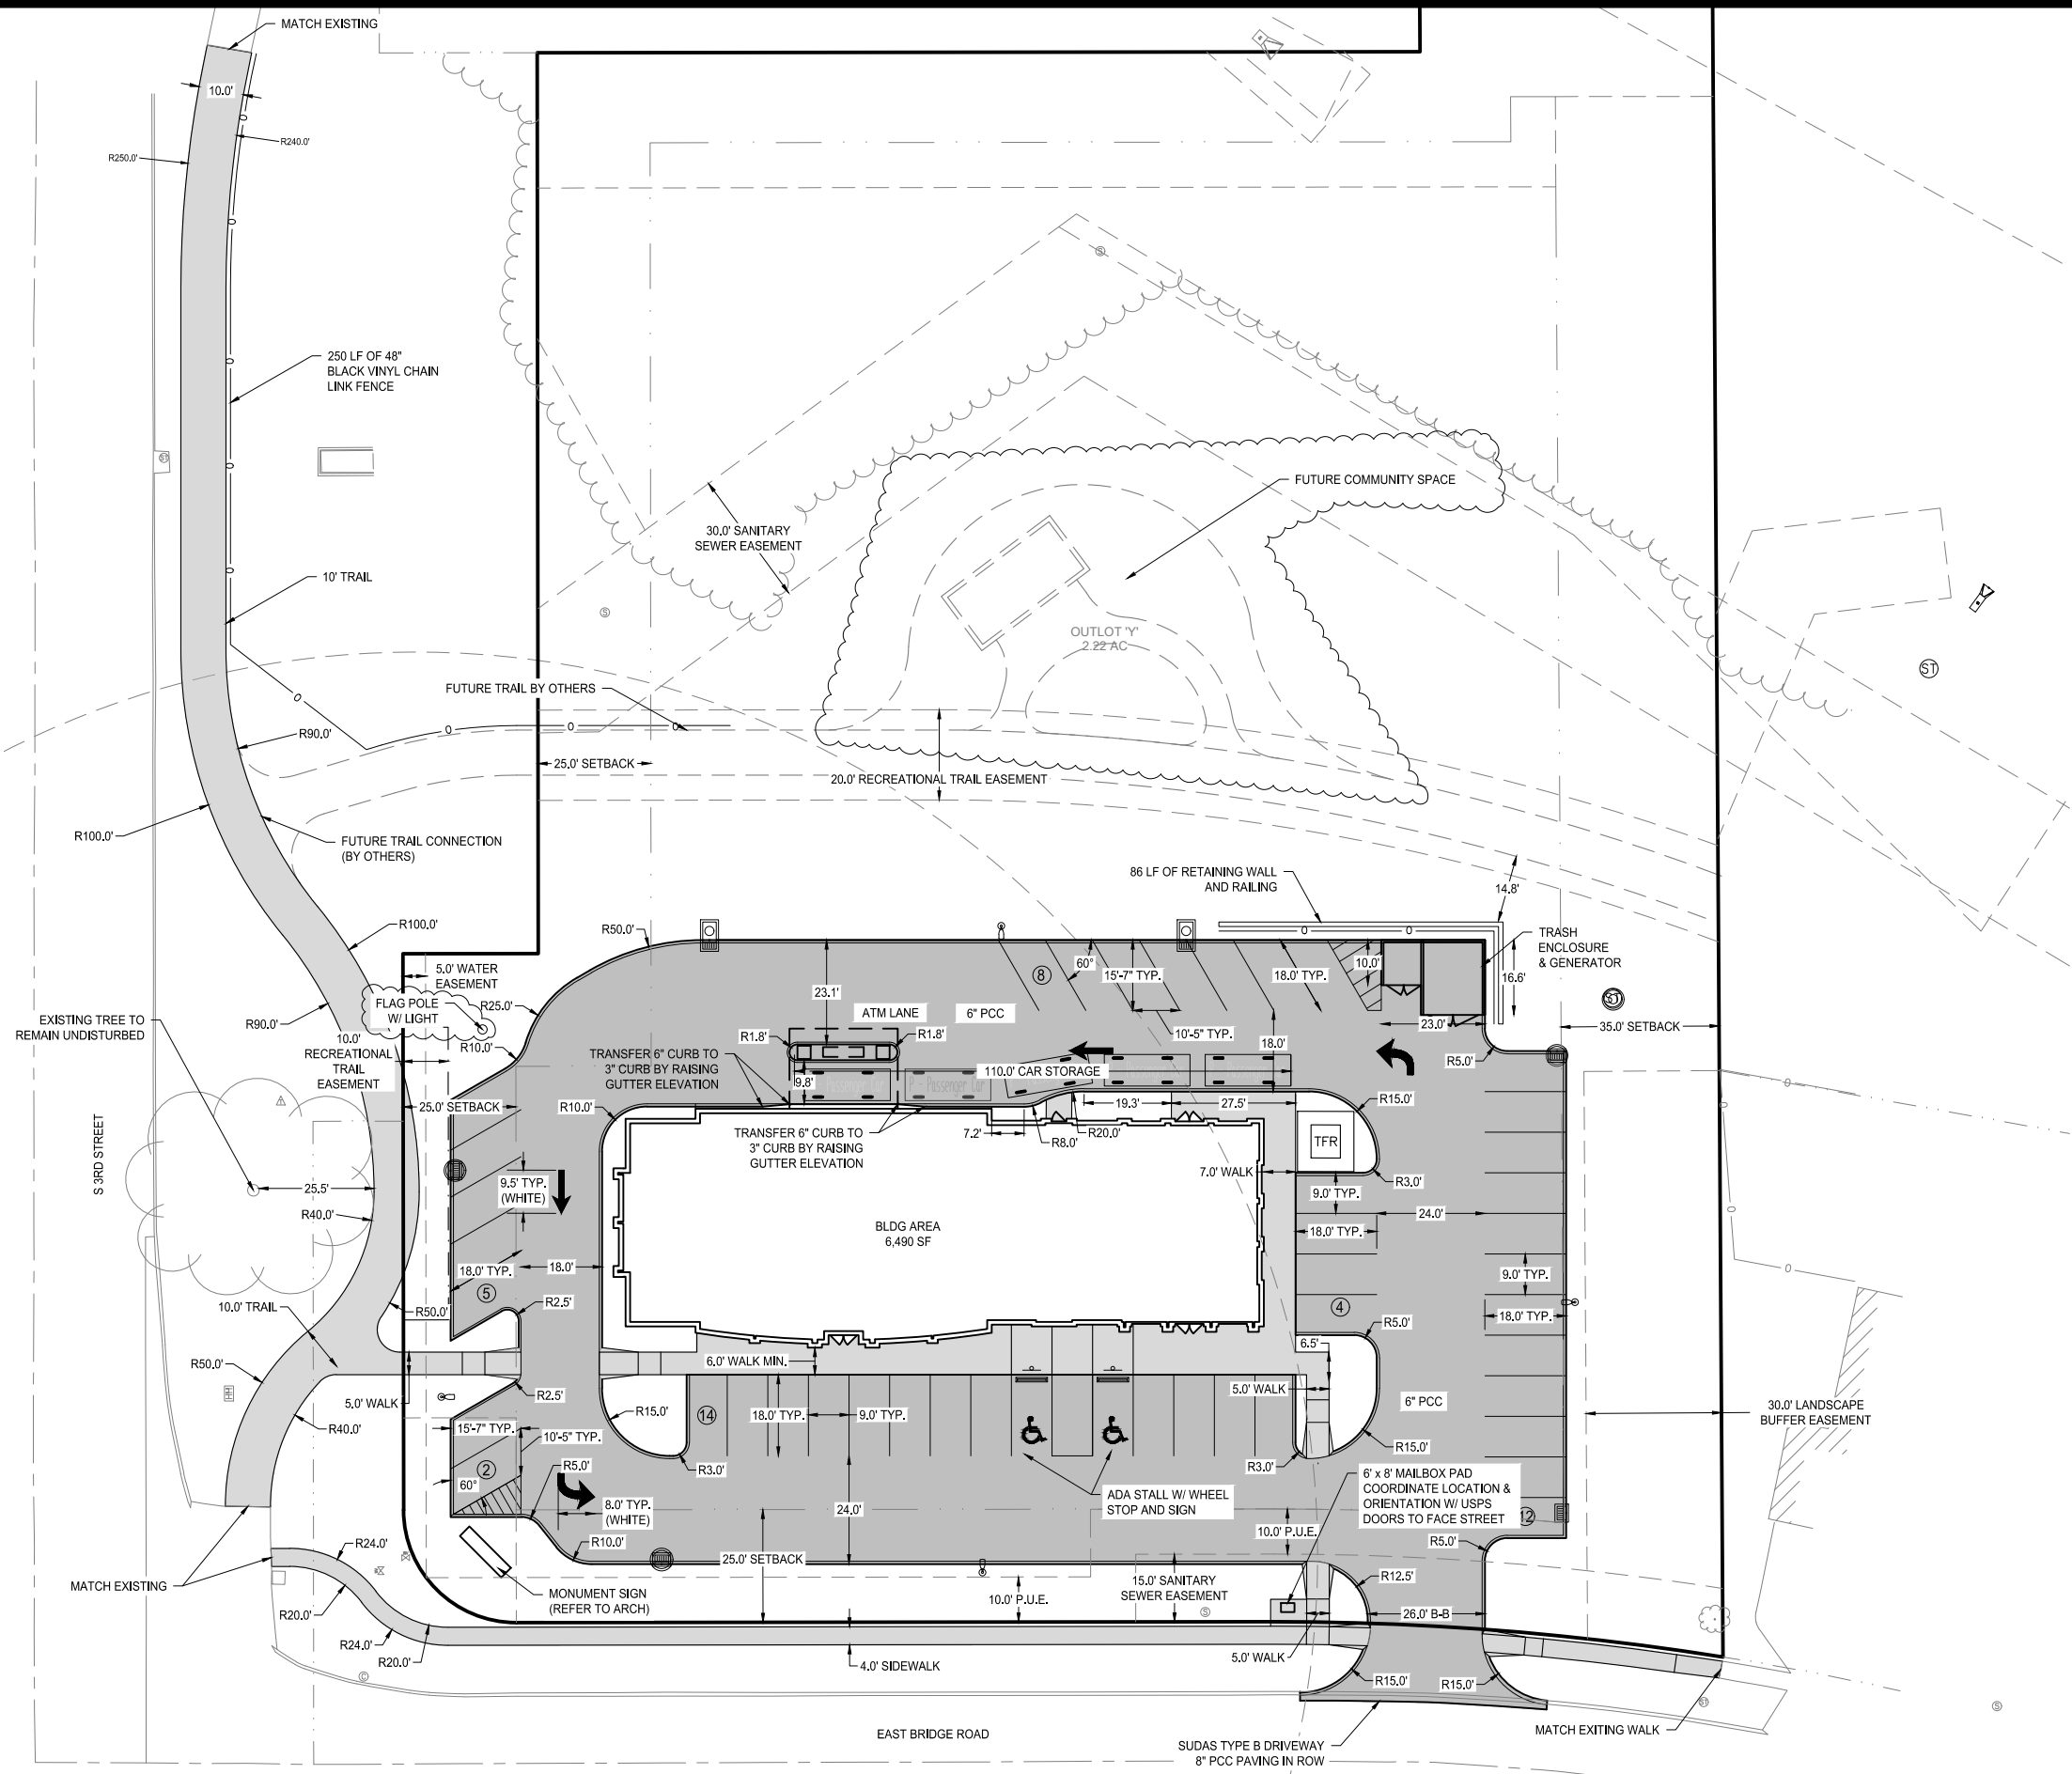 MATCH EXISTING
10.0'
R250.0'
R240.0'
250 LF OF 48"
BLACK VINYL CHAIN
LINK FENCE
FUTURE COMMUNITY SPACE
30.0' SANITARY
SEWER EASEMENT
10' TRAIL
OUTLOT 'Y'
2.22 AC
ST
FUTURE TRAIL BY OTHERS
R90.0'
25.0' SETBACK
20.0' RECREATIONAL TRAIL EASEMENT
R100.0'
FUTURE TRAIL CONNECTION
(BY OTHERS)
86 LF OF RETAINING WALL
AND RAILING
14.8'
R100.0'
R50.0'
TRASH
ENCLOSURE
& GENERATOR
5.0' WATER
EASEMENT
8
60°
15'-7" TYP.
18.0' TYP.
10.0'
16.6'
23.1'
FLAG POLE
W/ LIGHT
R25.0'
ATM LANE
6" PCC
EXISTING TREE TO
REMAIN UNDISTURBED
R90.0'
10.0'
RECREATIONAL
TRAIL
EASEMENT
R10.0'
R1.8'
R1.8'
10'-5" TYP.
18.0'
23.0'
35.0' SETBACK
TRANSFER 6" CURB TO
3" CURB BY RAISING
GUTTER ELEVATION
9.8'
P - Passenger Car
110.0' CAR STORAGE
R5.0'
25.0' SETBACK
R10.0'
19.3'
27.5'
R15.0'
TRANSFER 6" CURB TO
3" CURB BY RAISING
GUTTER ELEVATION
7.2'
R8.0'
R20.0'
TFR
S 3RD STREET
7.0' WALK
R3.0'
25.5'
9.5' TYP.
(WHITE)
9.0' TYP.
R40.0'
24.0'
BLDG AREA
6,490 SF
18.0' TYP.
18.0' TYP.
18.0'
9.0' TYP.
5
4
10.0' TRAIL
R50.0'
R2.5'
18.0' TYP.
R5.0'
6.5'
R50.0'
6.0' WALK MIN.
5.0' WALK
R2.5'
5.0' WALK
HH
R15.0'
14
18.0' TYP.
9.0' TYP.
6" PCC
30.0' LANDSCAPE
BUFFER EASEMENT
R40.0'
15'-7" TYP.
10'-5" TYP.
R15.0'
2
60°
R5.0'
R3.0'
R3.0'
6' x 8' MAILBOX PAD
COORDINATE LOCATION &
ORIENTATION W/ USPS
DOORS TO FACE STREET
ADA STALL W/ WHEEL
STOP AND SIGN
8.0' TYP.
(WHITE)
24.0'
12
10.0' P.U.E.
R24.0'
R10.0'
25.0' SETBACK
R5.0'
MATCH EXISTING
R12.5'
15.0' SANITARY
SEWER EASEMENT
MONUMENT SIGN
(REFER TO ARCH)
10.0' P.U.E.
R20.0'
26.0' B-B
R24.0'
R20.0'
4.0' SIDEWALK
5.0' WALK
R15.0'
R15.0'
EAST BRIDGE ROAD
MATCH EXITING WALK
SUDAS TYPE B DRIVEWAY
8" PCC PAVING IN ROW